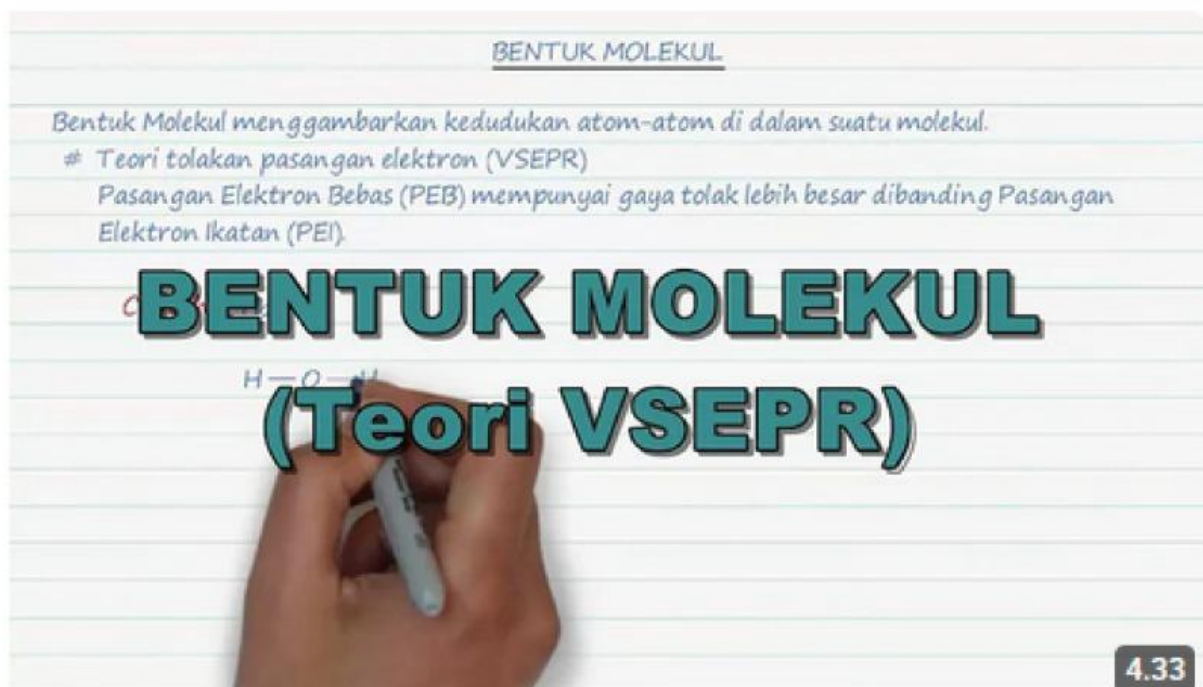 BENTUK MOLEKUL
Bentuk Molekul menggambarkan kedudukan atom-atom di dalam suatu molekul.
# Teori tolakan pasangan elektron (VSEPR)
Pasangan Elektron Bebas (PEB) mempunyai gaya tolak lebih besar dibanding Pasangan
Elektron Ikatan (PEI).
BENTUK MOLEKUL
H — O — H
(Teori VSEPR)
4.33